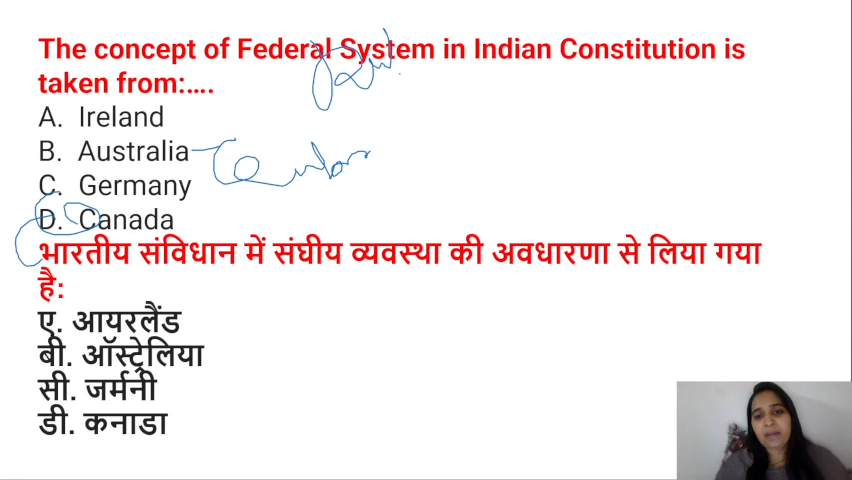 The concept of Federal System in Indian Constitution is
taken from:....
A. Ireland
B. Australia
C. Germany
D. Canada
भारतीय संविधान में संघीय व्यवस्था की अवधारणा से लिया गया
है:
ए. आयरलैंड
बी. ऑस्ट्रेलिया
सी. जर्मनी
डी. कनाडा